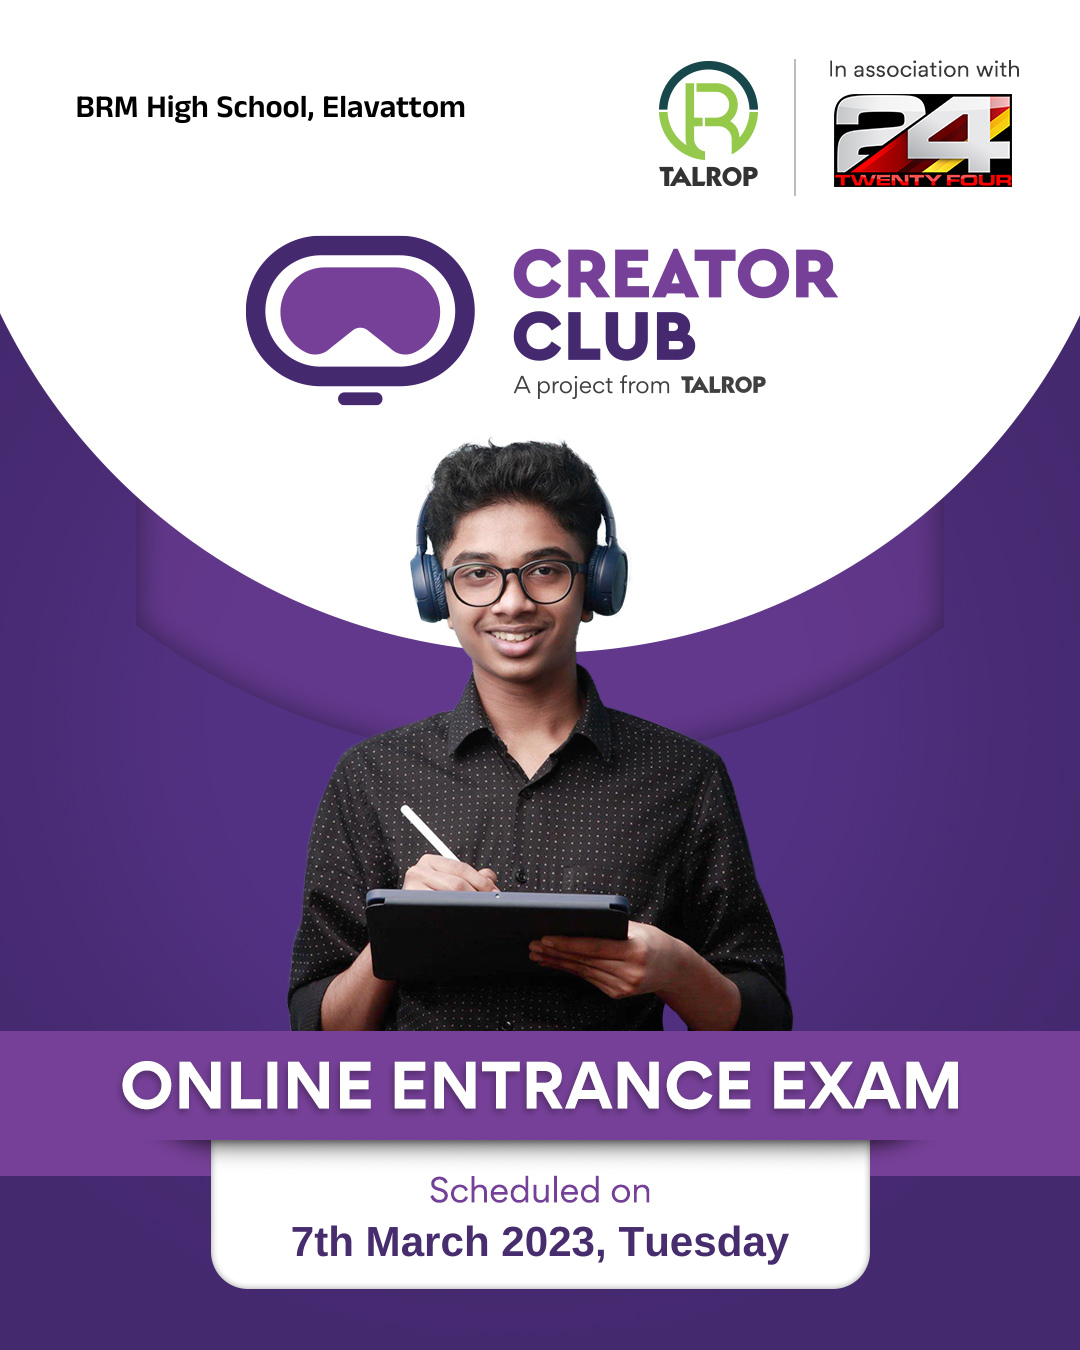 BRM High School, Elavattom
TALROP
In association with
24
TWENTY FOUR
CREATOR
CLUB
A project from TALROP
ONLINE ENTRANCE EXAM
Scheduled on
7th March 2023, Tuesday